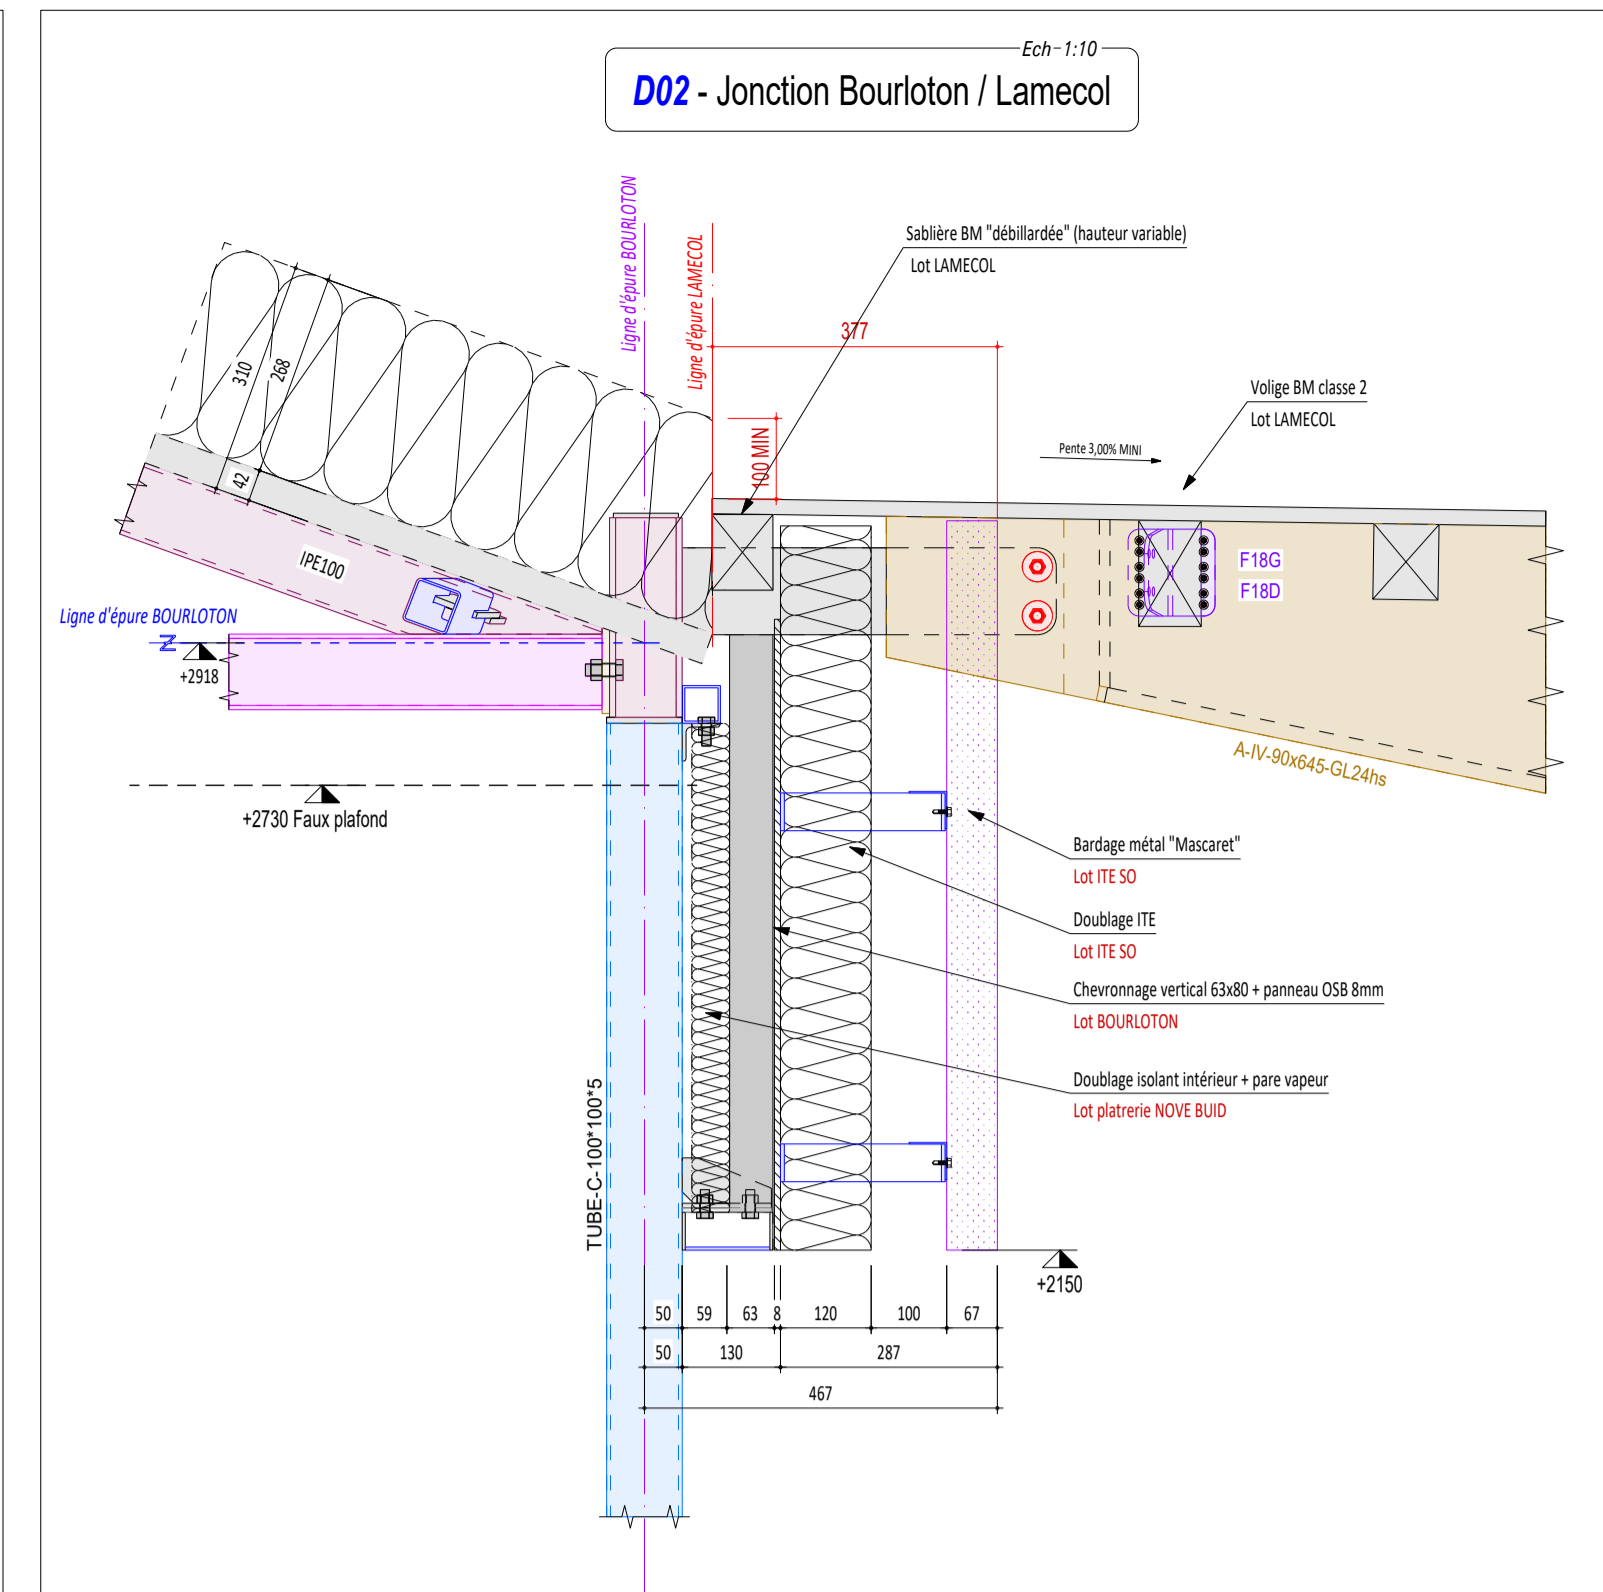 Ech-1:10
D02 - Jonction Bourloton / Lamecol
Ligne d'épure BOURLOTON
Ligne d'épure LAMECOL
Sablière BM "débillardée" (hauteur variable)
Lot LAMECOL
377
310
268
42
100 MIN
Volige BM classe 2
Lot LAMECOL
Pente 3,00% MINI
IPE100
F18G
F18D
Ligne d'épure BOURLOTON
+2918
A-IV-90x645-GL24hs
+2730 Faux plafond
Bardage métal "Mascaret"
Lot ITE SO
Doublage ITE
Lot ITE SO
Chevronnage vertical 63x80 + panneau OSB 8mm
Lot BOURLOTON
Doublage isolant intérieur + pare vapeur
Lot platrerie NOVE BUID
TUBE-C-100*100*5
+2150
50 59 63 8 120 100 67
50 130 287
467